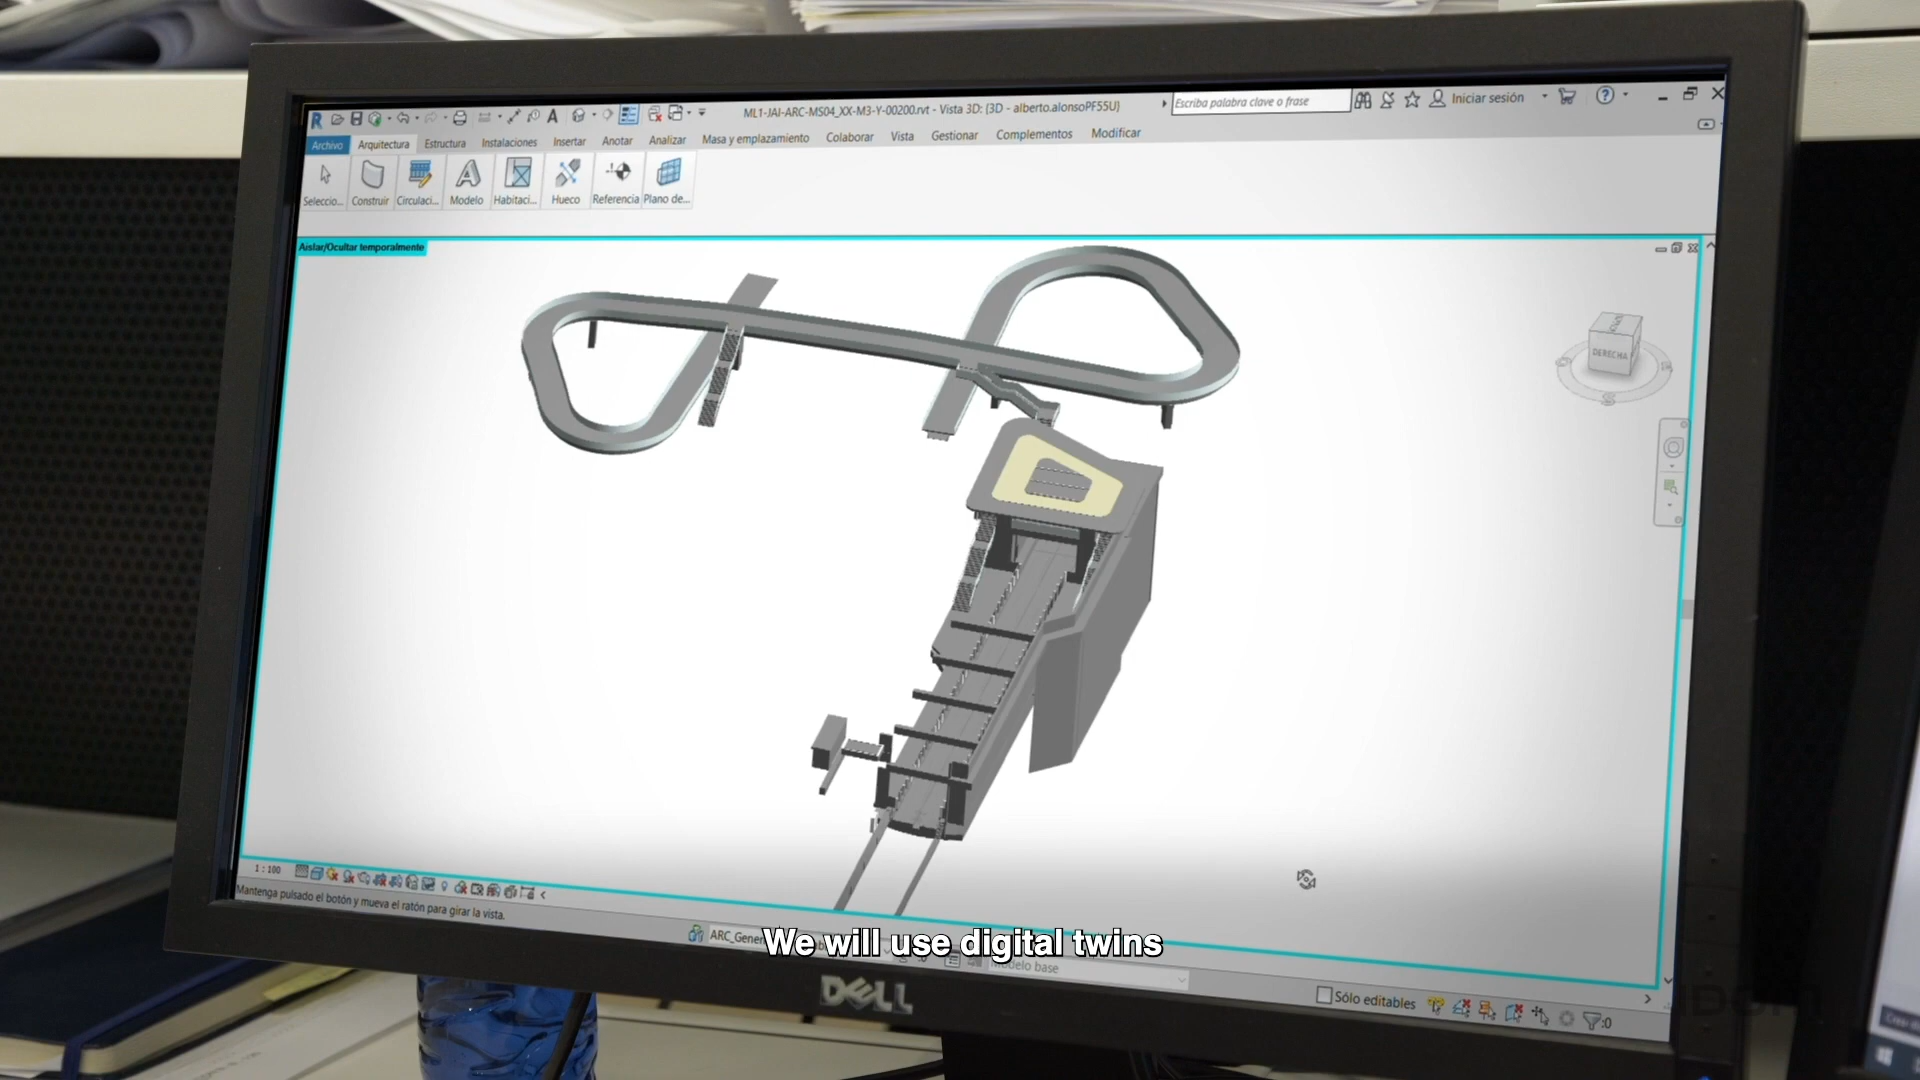 ML1-JAI-ARC-MS04_XX-M3-Y-00200.rvt - Vista 3D: (3D - alberto.alonsoPF55U)
Escriba palabra clave o frase
Iniciar sesión
Archivo Arquitectura Estructura Instalaciones Insertar Anotar Analizar Masa y emplazamiento Colaborar Vista Gestionar Complementos Modificar
Seleccio... Construir Circulaci... Modelo Habitaci... Hueco Referencia Plano de...
Aislar/Ocultar temporalmente
DERECHA
1 : 100
Mantenga pulsado el botón y mueva el ratón para girar la vista.
We will use digital twins
Modelo base
Sólo editables
:0
DELL